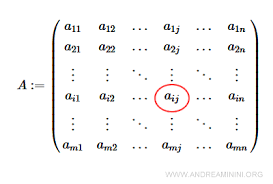 a11 a12 … a1j … a1n
a21 a22 … a2j … a2n
⋮ ⋮ ⋱ ⋮ ⋱ ⋮
A := ai1 ai2 … aij … ain
⋮ ⋮ ⋱ ⋮ ⋱ ⋮
am1 am2 … amj … amn
WWW.ANDREAMININI.ORG